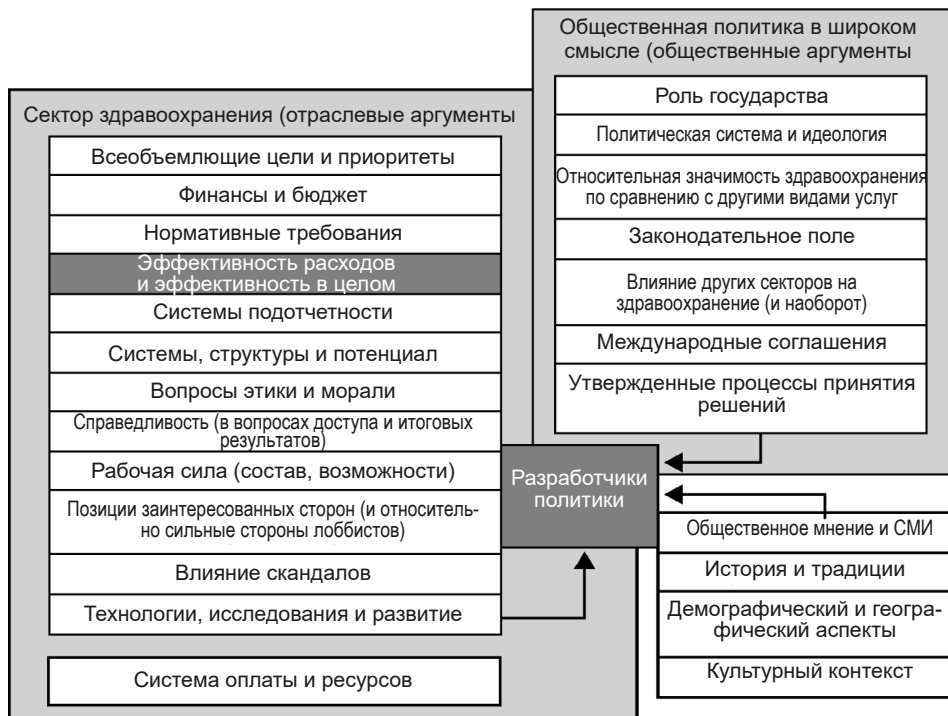 Общественная политика в широком
смысле (общественные аргументы
Роль государства
Политическая система и идеология
Относительная значимость здравоохранения
по сравнению с другими видами услуг
Законодательное поле
Влияние других секторов на
здравоохранение (и наоборот)
Международные соглашения
Утвержденные процессы принятия
решений
Сектор здравоохранения (отраслевые аргументы
Всеобъемлющие цели и приоритеты
Финансы и бюджет
Нормативные требования
Эффективность расходов
и эффективность в целом
Системы подотчетности
Системы, структуры и потенциал
Вопросы этики и морали
Справедливость (в вопросах доступа и итоговых
результатов)
Рабочая сила (состав, возможности)
Позиции заинтересованных сторон (и относитель-
но сильные стороны лоббистов)
Влияние скандалов
Технологии, исследования и развитие
Система оплаты и ресурсов
Разработчики
политики
Общественное мнение и СМИ
История и традиции
Демографический и геогра-
фический аспекты
Культурный контекст